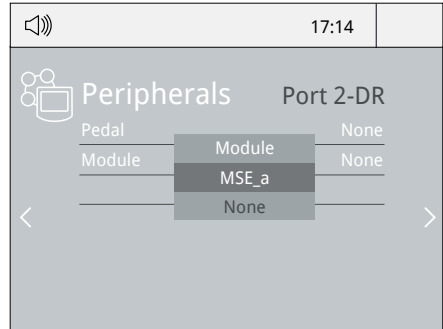 17:14
Peripherals Port 2-DR
Pedal None
Module None
Module
MSE_a
None